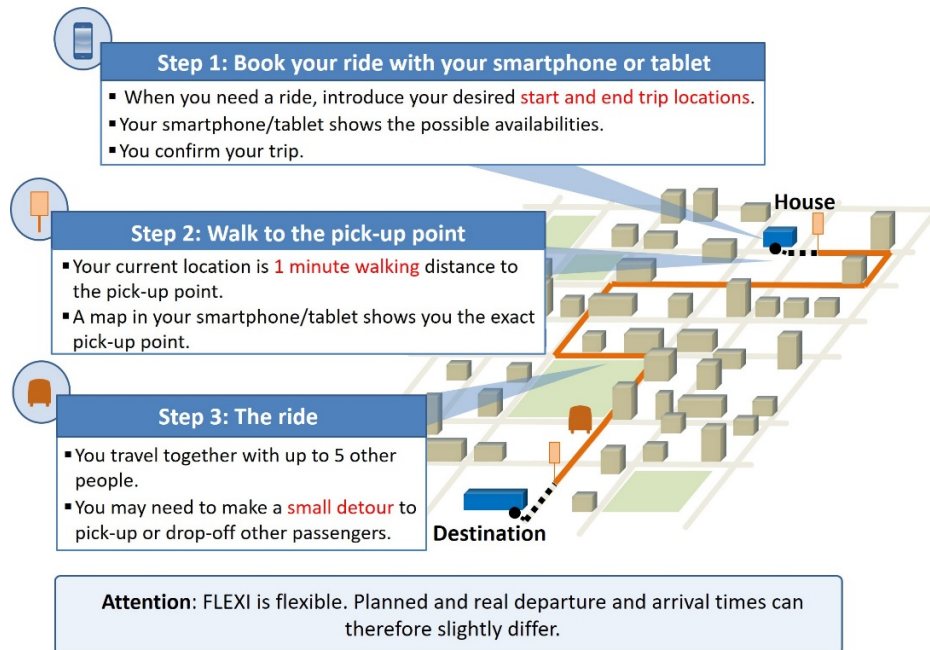 Step 1: Book your ride with your smartphone or tablet
▪ When you need a ride, introduce your desired start and end trip locations.
▪ Your smartphone/tablet shows the possible availabilities.
▪ You confirm your trip.
House
Step 2: Walk to the pick-up point
▪ Your current location is 1 minute walking distance to
the pick-up point.
▪ A map in your smartphone/tablet shows you the exact
pick-up point.
Step 3: The ride
▪ You travel together with up to 5 other
people.
▪ You may need to make a small detour to
pick-up or drop-off other passengers.
Destination
Attention: FLEXI is flexible. Planned and real departure and arrival times can
therefore slightly differ.